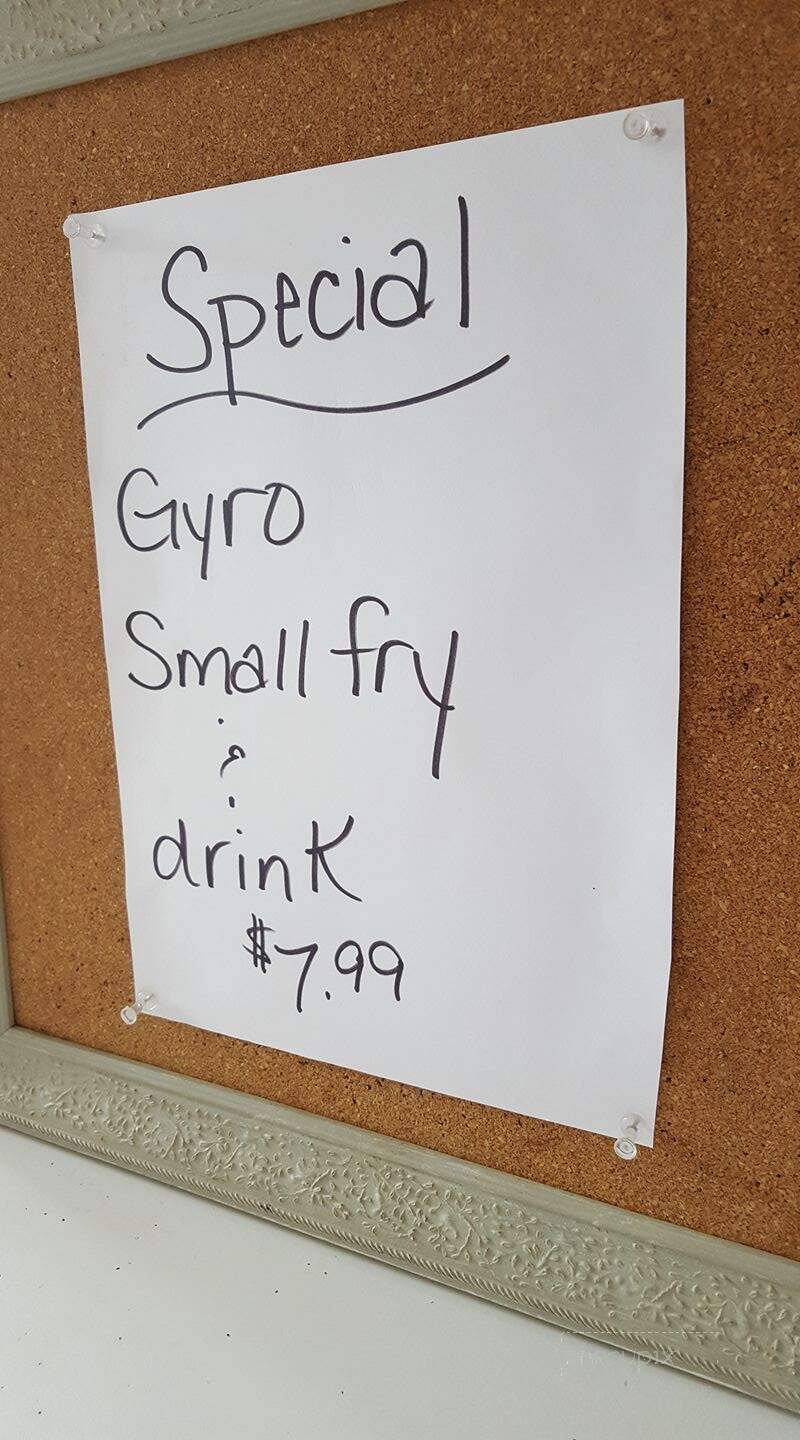 Special
Gyro
Small fry
&
drink
$7.99